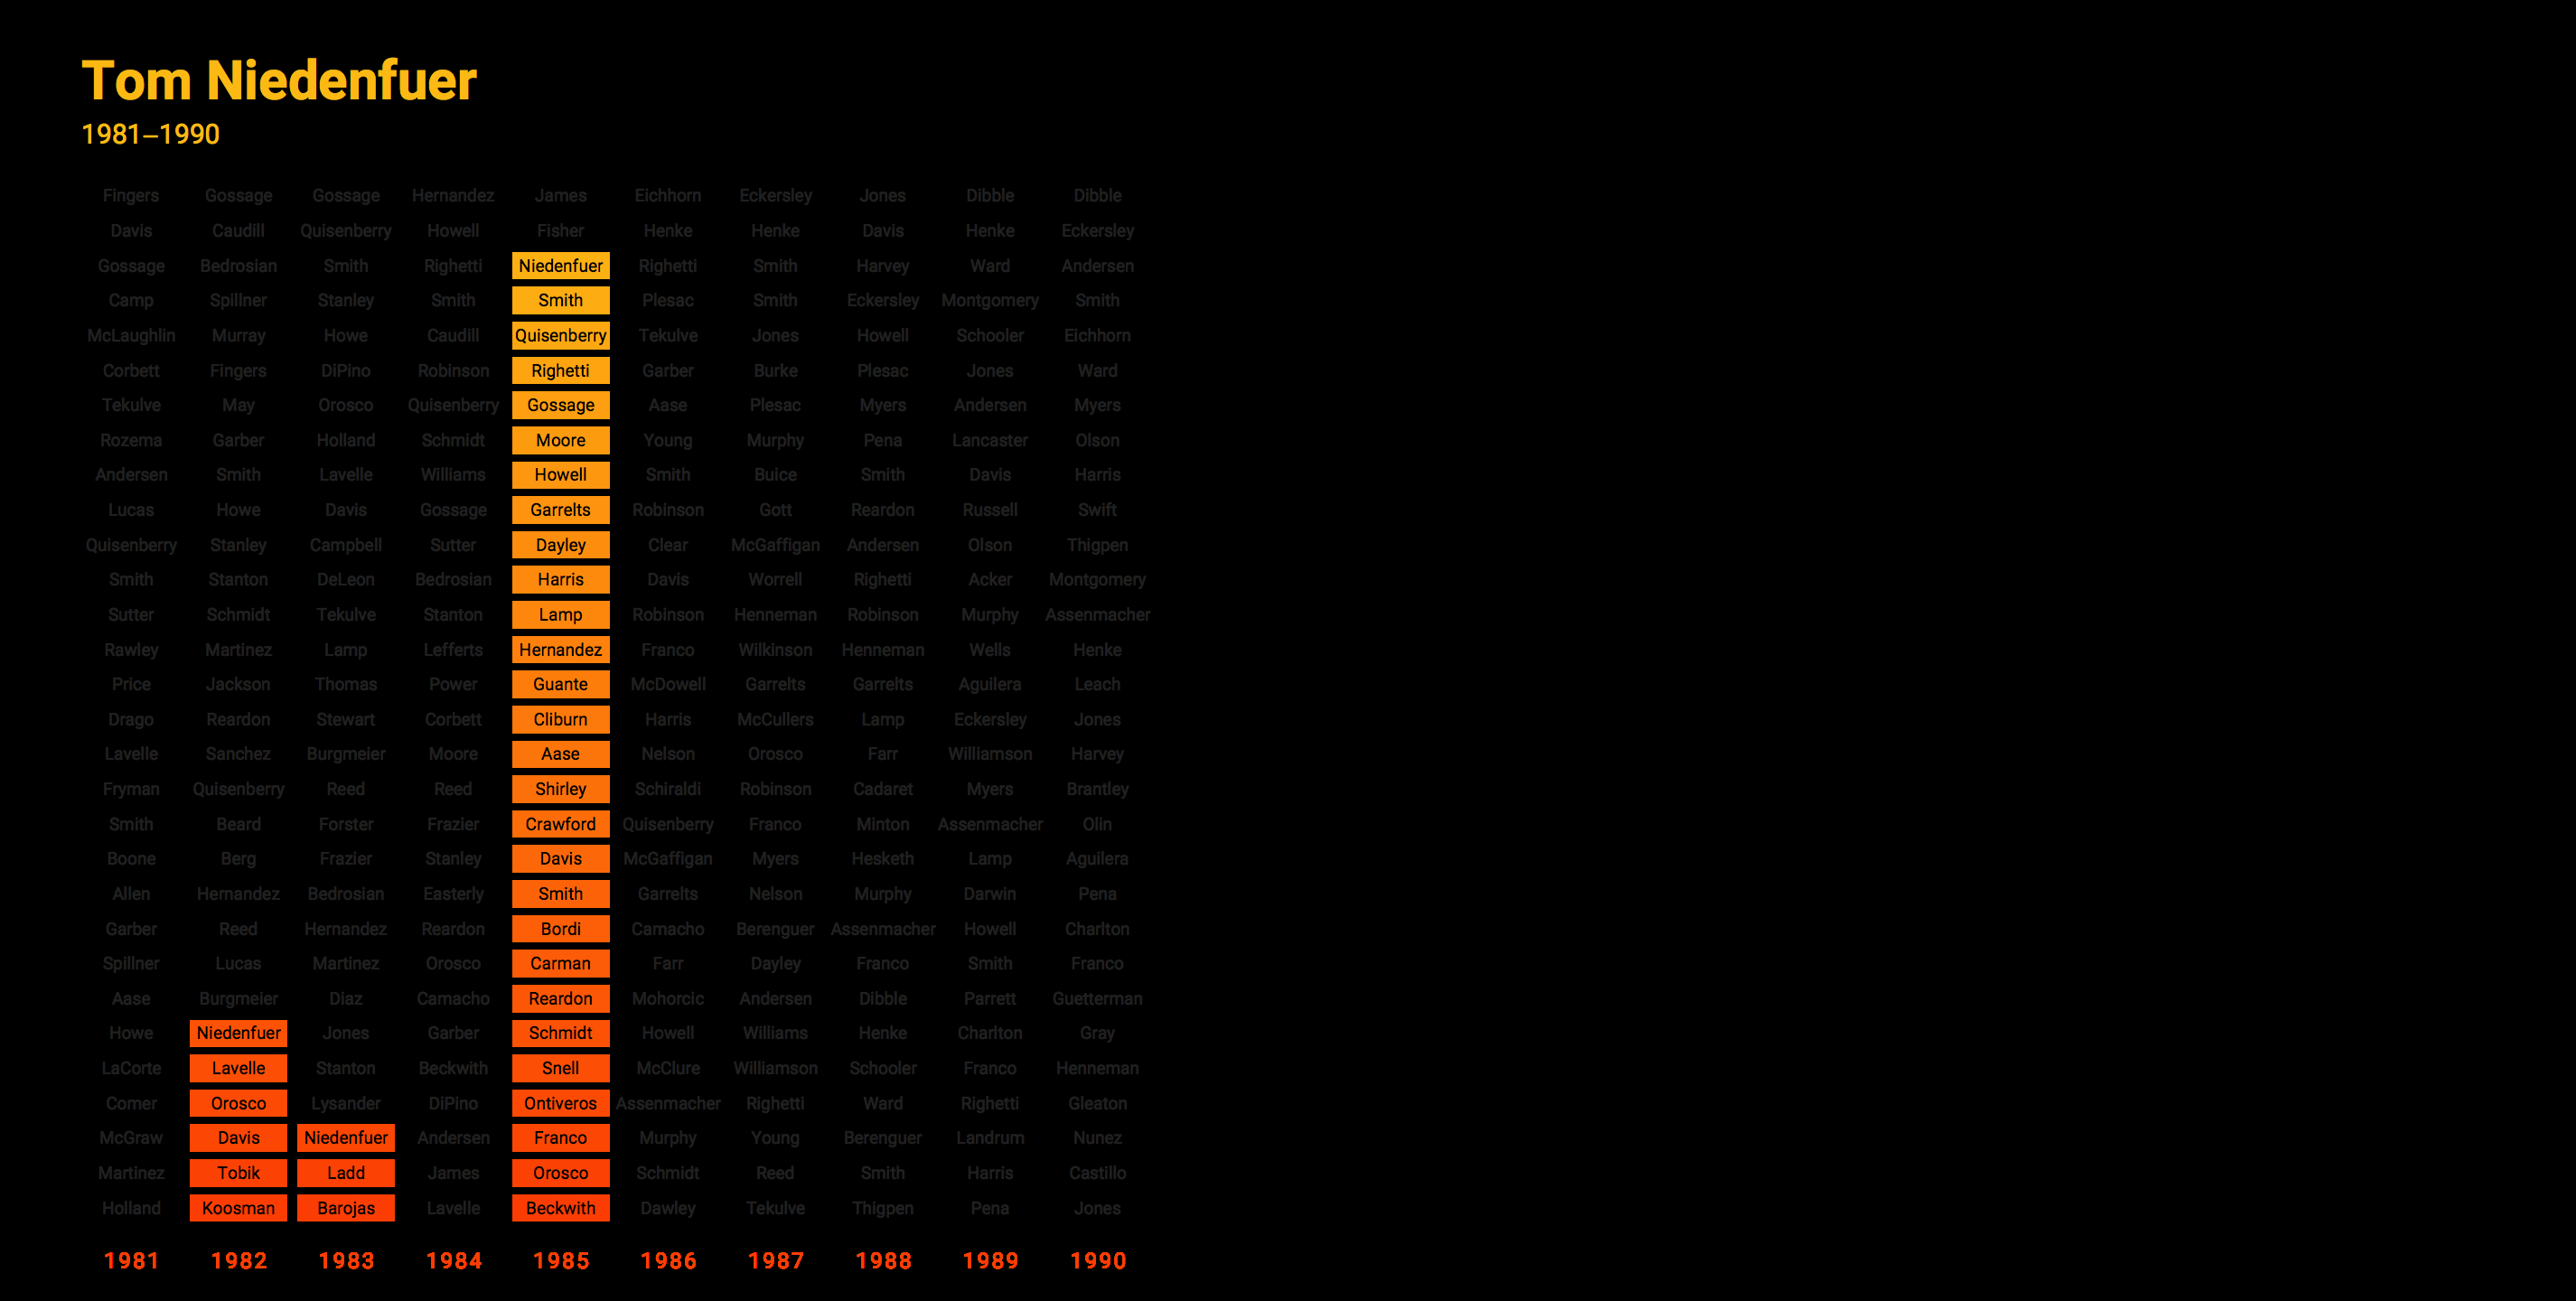 Tom Niedenfuer
1981–1990
Fingers Gossage Gossage Hernandez James Eichhorn Eckersley Jones Dibble Dibble
Davis Caudill Quisenberry Howell Fisher Henke Henke Davis Henke Eckersley
Gossage Bedrosian Smith Righetti Niedenfuer Righetti Smith Harvey Ward Andersen
Camp Spillner Stanley Smith Smith Plesac Smith Eckersley Montgomery Smith
McLaughlin Murray Howe Caudill Quisenberry Tekulve Jones Howell Schooler Eichhorn
Corbett Fingers DiPino Robinson Righetti Garber Burke Plesac Jones Ward
Tekulve May Orosco Quisenberry Gossage Aase Plesac Myers Andersen Myers
Rozema Garber Holland Schmidt Moore Young Murphy Pena Lancaster Olson
Andersen Smith Lavelle Williams Howell Smith Buice Smith Davis Harris
Lucas Howe Davis Gossage Garrelts Robinson Gott Reardon Russell Swift
Quisenberry Stanley Campbell Sutter Dayley Clear McGaffigan Andersen Olson Thigpen
Smith Stanton DeLeon Bedrosian Harris Davis Worrell Righetti Acker Montgomery
Sutter Schmidt Tekulve Stanton Lamp Robinson Henneman Robinson Murphy Assenmacher
Rawley Martinez Lamp Lefferts Hernandez Franco Wilkinson Henneman Wells Henke
Price Jackson Thomas Power Guante McDowell Garrelts Garrelts Aguilera Leach
Drago Reardon Stewart Corbett Cliburn Harris McCullers Lamp Eckersley Jones
Lavelle Sanchez Burgmeier Moore Aase Nelson Orosco Farr Williamson Harvey
Fryman Quisenberry Reed Reed Shirley Schiraldi Robinson Cadaret Myers Brantley
Smith Beard Forster Frazier Crawford Quisenberry Franco Minton Assenmacher Olin
Boone Berg Frazier Stanley Davis McGaffigan Myers Hesketh Lamp Aguilera
Allen Hernandez Bedrosian Easterly Smith Garrelts Nelson Murphy Darwin Pena
Garber Reed Hernandez Reardon Bordi Camacho Berenguer Assenmacher Howell Charlton
Spillner Lucas Martinez Orosco Carman Farr Dayley Franco Smith Franco
Aase Burgmeier Diaz Camacho Reardon Mohorcic Andersen Dibble Parrett Guetterman
Howe Niedenfuer Jones Garber Schmidt Howell Williams Henke Charlton Gray
LaCorte Lavelle Stanton Beckwith Snell McClure Williamson Schooler Franco Henneman
Comer Orosco Lysander DiPino Ontiveros Assenmacher Righetti Ward Righetti Gleaton
McGraw Davis Niedenfuer Andersen Franco Murphy Young Berenguer Landrum Nunez
Martinez Tobik Ladd James Orosco Schmidt Reed Smith Harris Castillo
Holland Koosman Barojas Lavelle Beckwith Dawley Tekulve Thigpen Pena Jones
1981 1982 1983 1984 1985 1986 1987 1988 1989 1990